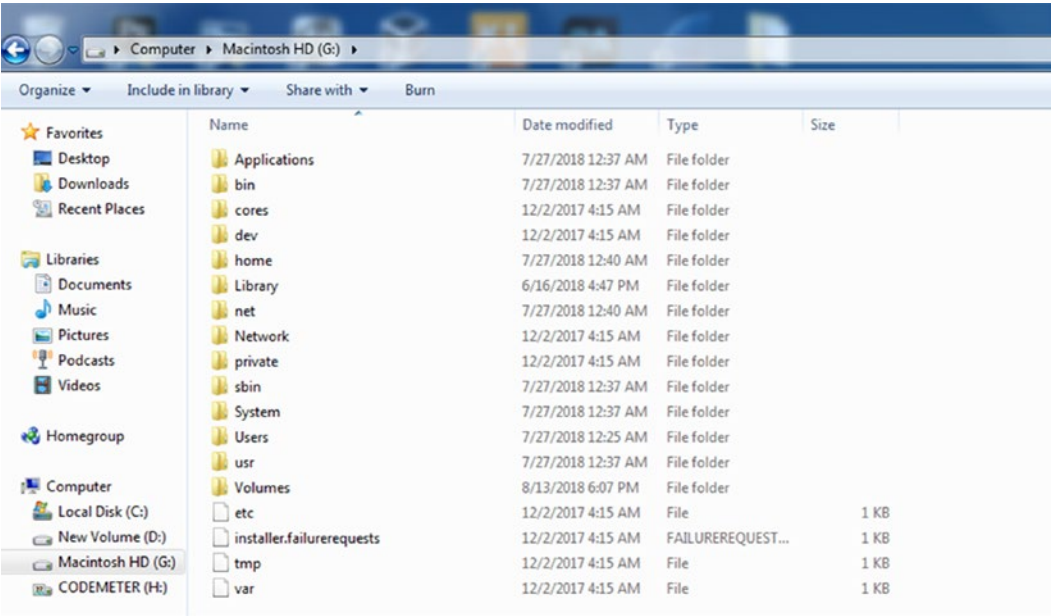 Computer Macintosh HD (G:)
Organize Include in library Share with Burn
Favorites
Desktop
Downloads
Recent Places
Libraries
Documents
Music
Pictures
Podcasts
Videos
Homegroup
Computer
Local Disk (C:)
New Volume (D:)
Macintosh HD (G:)
CODEMETER (H:)
Name Date modified Type Size
Applications 7/27/2018 12:37 AM File folder
bin 7/27/2018 12:37 AM File folder
cores 12/2/2017 4:15 AM File folder
dev 12/2/2017 4:15 AM File folder
home 7/27/2018 12:40 AM File folder
Library 6/16/2018 4:47 PM File folder
net 7/27/2018 12:40 AM File folder
Network 12/2/2017 4:15 AM File folder
private 12/2/2017 4:15 AM File folder
sbin 7/27/2018 12:37 AM File folder
System 7/27/2018 12:37 AM File folder
Users 7/27/2018 12:25 AM File folder
usr 7/27/2018 12:37 AM File folder
Volumes 8/13/2018 6:07 PM File folder
etc 12/2/2017 4:15 AM File 1 KB
installer.failurerequests 12/2/2017 4:15 AM FAILUREREQUEST... 1 KB
tmp 12/2/2017 4:15 AM File 1 KB
var 12/2/2017 4:15 AM File 1 KB